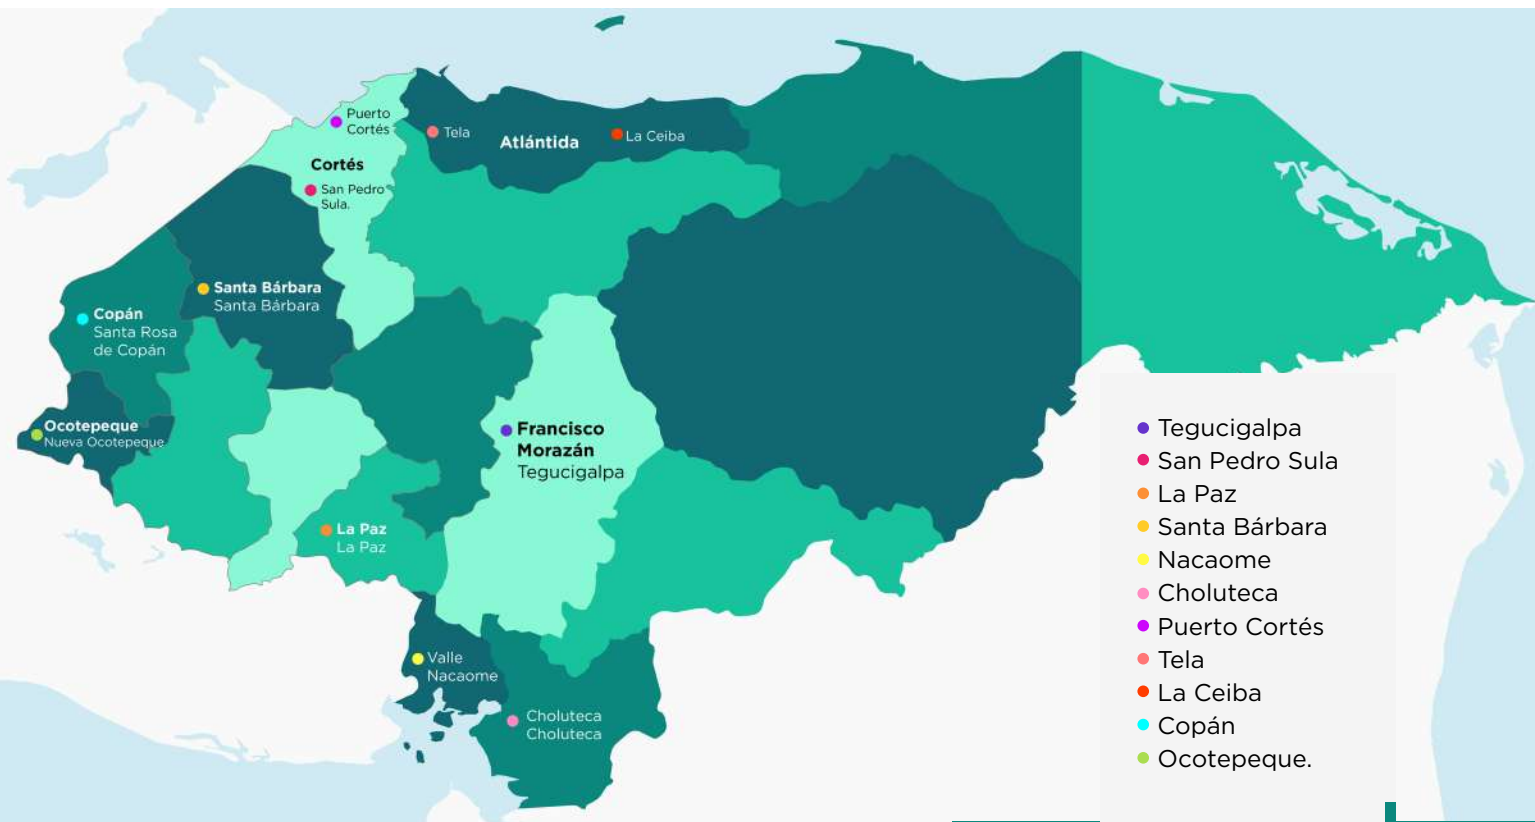 Puerto
Cortés
Tela
Atlántida
La Ceiba
Cortés
San Pedro
Sula.
Santa Bárbara
Santa Bárbara
Copán
Santa Rosa
de Copán
Ocotepeque
Nueva Ocotepeque
Francisco
Morazán
Tegucigalpa
La Paz
La Paz
Valle
Nacaome
Choluteca
Choluteca
Tegucigalpa
San Pedro Sula
La Paz
Santa Bárbara
Nacaome
Choluteca
Puerto Cortés
Tela
La Ceiba
Copán
Ocotepeque.